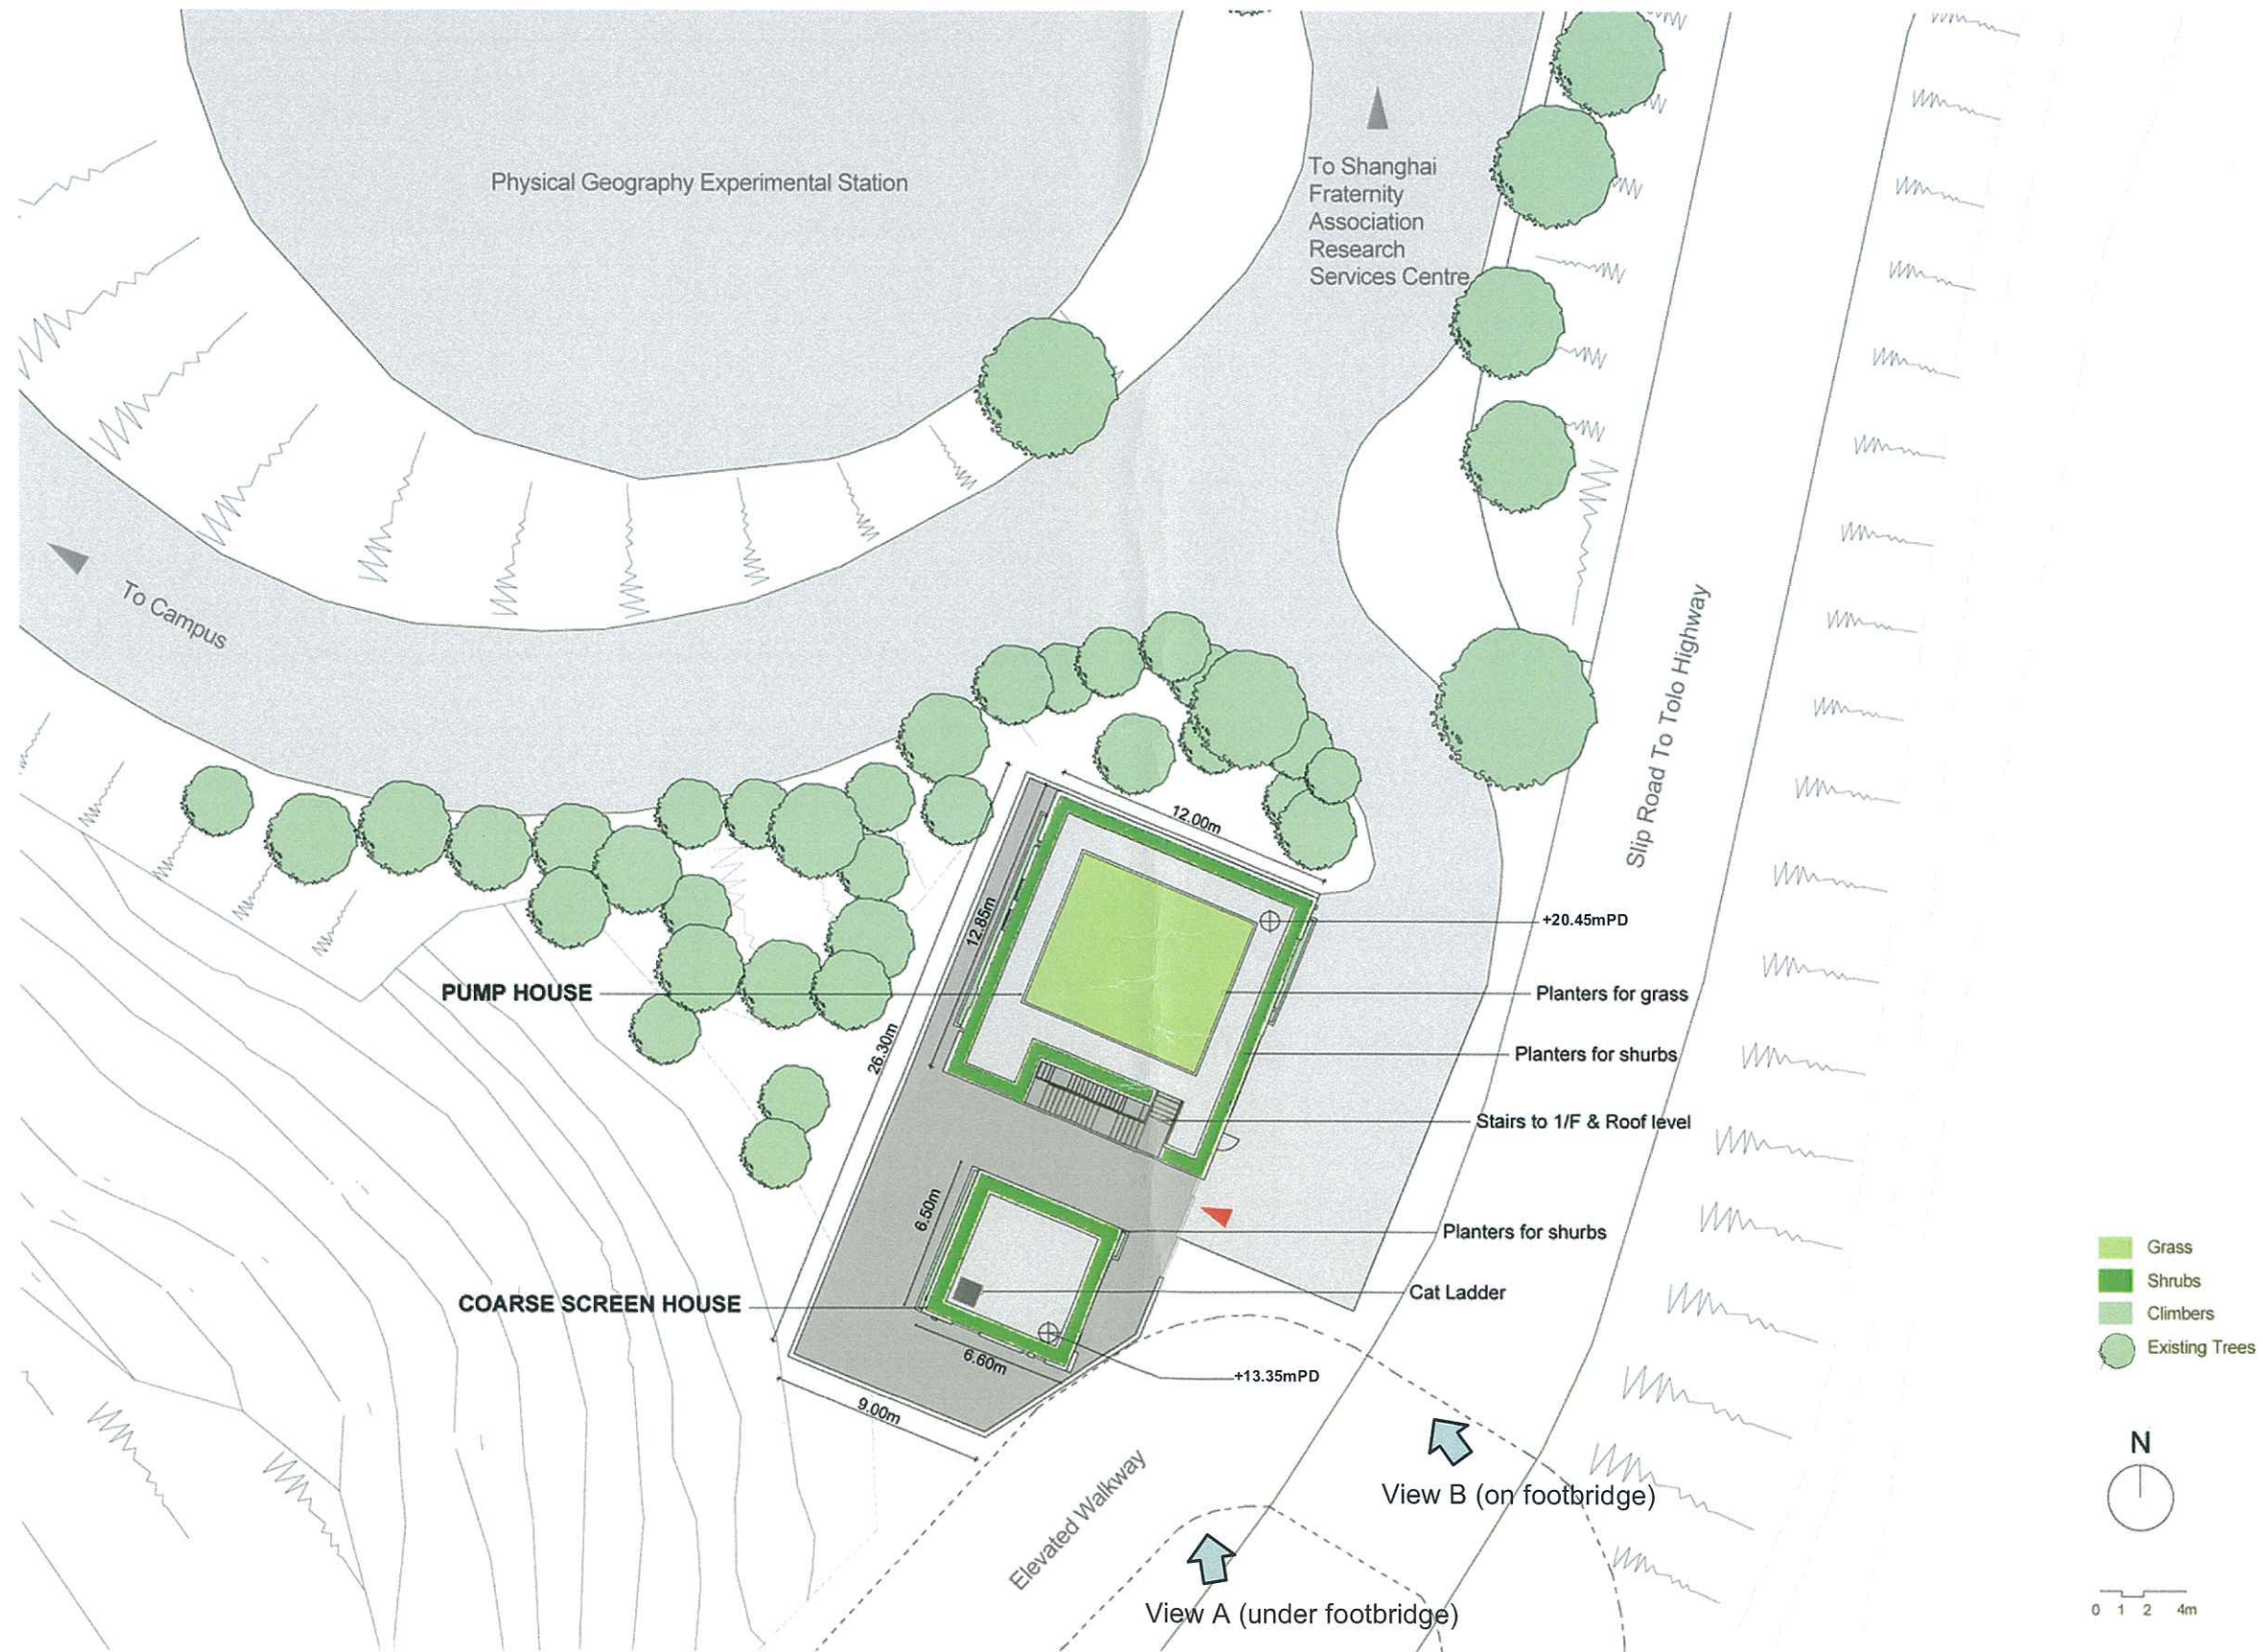 Physical Geography Experimental Station
To Shanghai
Fraternity
Association
Research
Services Centre
To Campus
Slip Road To Tolo Highway
12.00m
12.85m
+20.45mPD
PUMP HOUSE
Planters for grass
26.30m
Planters for shurbs
Stairs to 1/F & Roof level
6.50m
Planters for shurbs
Grass
Shrubs
Climbers
Existing Trees
Cat Ladder
COARSE SCREEN HOUSE
6.60m
+13.35mPD
9.00m
N
Elevated Walkway
View B (on footbridge)
View A (under footbridge)
0 1 2 4m